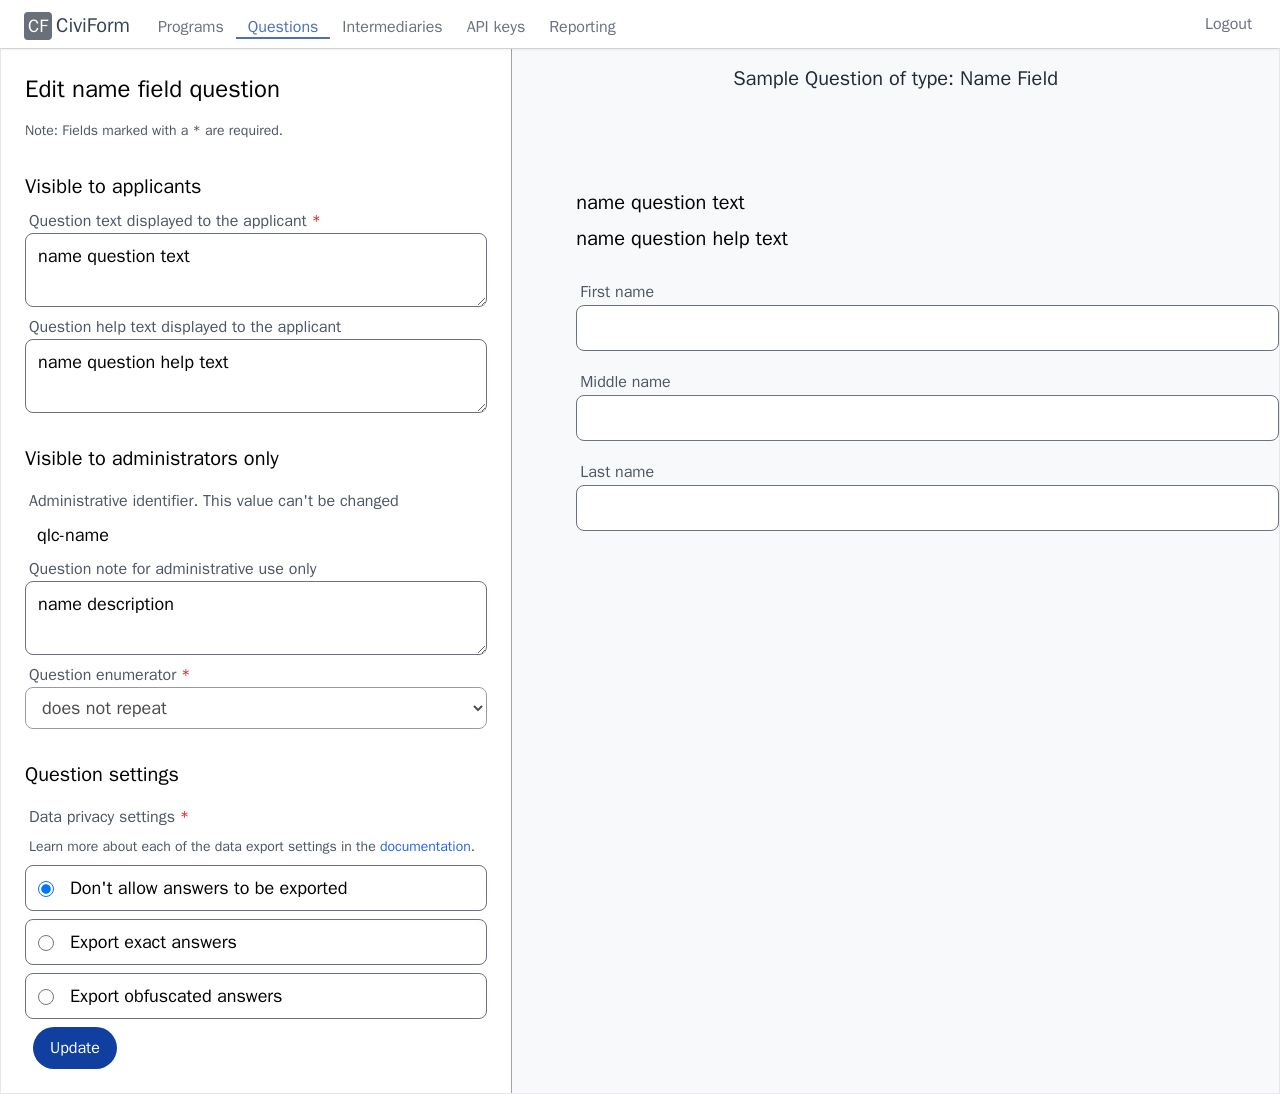 CF CiviForm Programs Questions Intermediaries API keys Reporting Logout
Edit name field question
Note: Fields marked with a * are required.
Visible to applicants
Question text displayed to the applicant *
name question text
Question help text displayed to the applicant
name question help text
Visible to administrators only
Administrative identifier. This value can't be changed
qlc-name
Question note for administrative use only
name description
Question enumerator *
does not repeat
Question settings
Data privacy settings *
Learn more about each of the data export settings in the documentation.
Don't allow answers to be exported
Export exact answers
Export obfuscated answers
Update
Sample Question of type: Name Field
name question text
name question help text
First name
Middle name
Last name